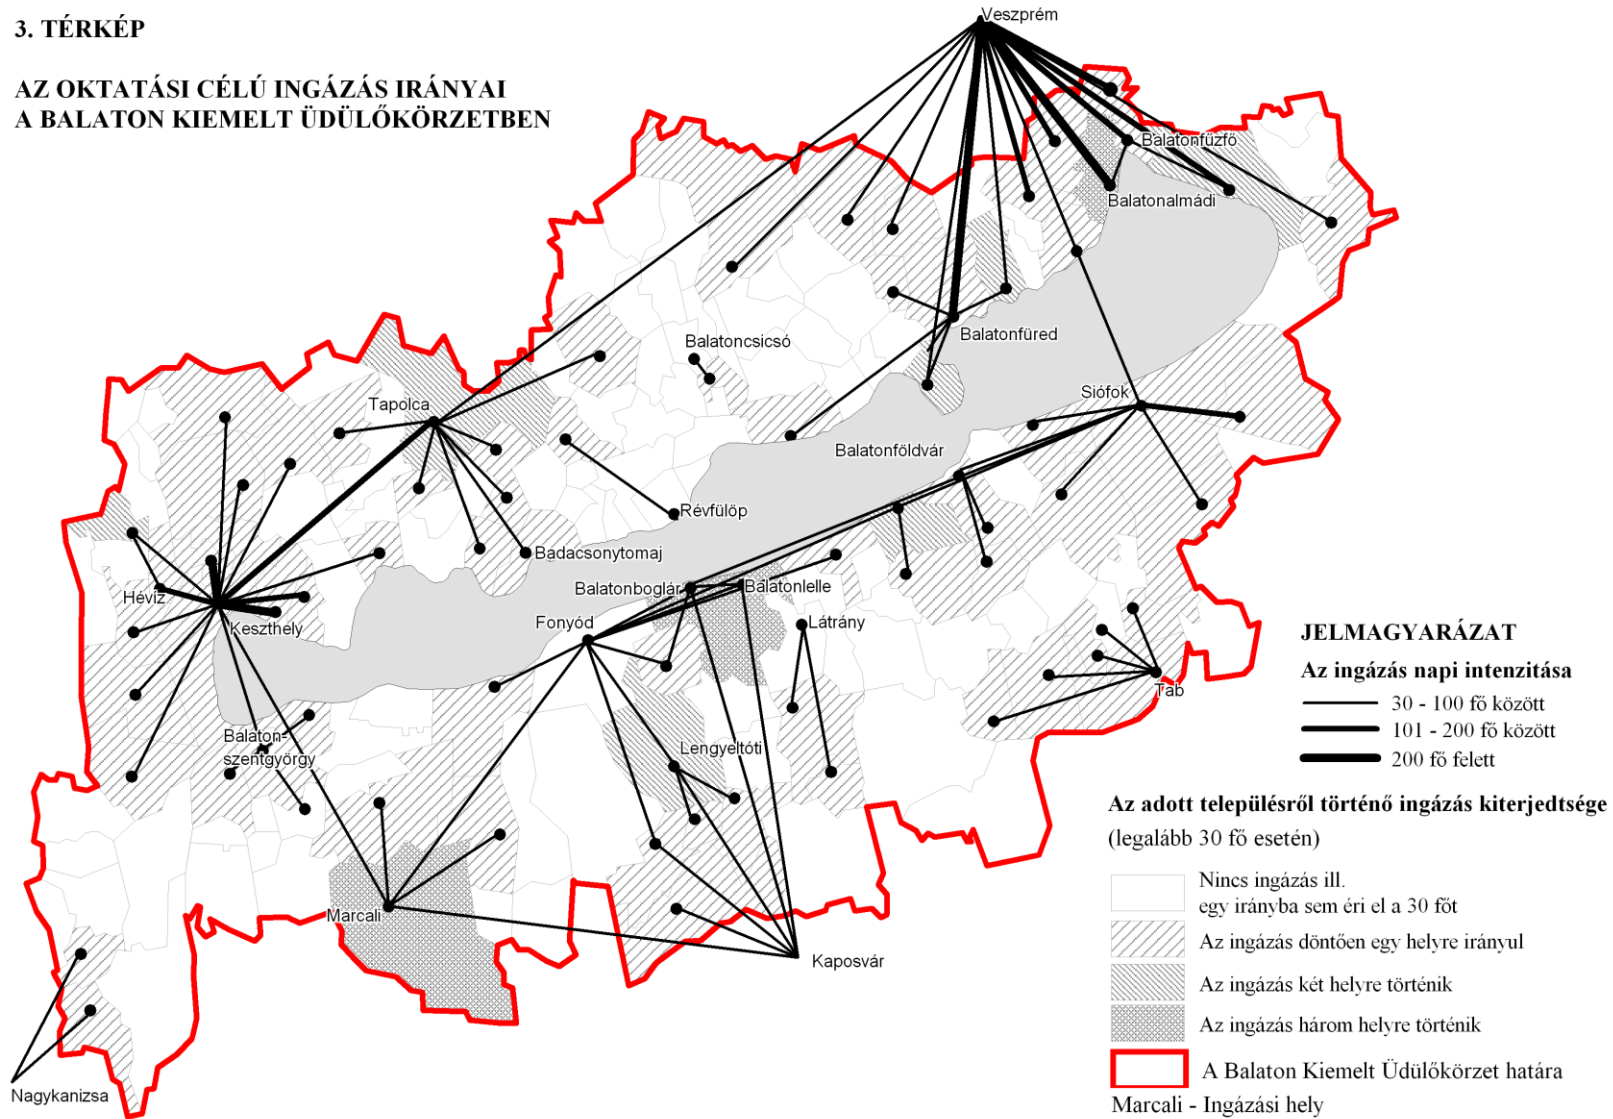 3. TÉRKÉP
AZ OKTATÁSI CÉLÚ INGÁZÁS IRÁNYAI
A BALATON KIEMELT ÜDÜLŐKÖRZETBEN
Veszprém
Balatonfűzfő
Balatonalmádi
Balatonfüred
Balatoncsicsó
Siófok
Tapolca
Balatonföldvár
Révfülöp
Badacsonytomaj
Balatonboglár
Balatonlelle
Hévíz
Keszthely
Fonyód
Látrány
Tab
Balaton-
szentgyörgy
Lengyeltóti
Marcali
Kaposvár
Nagykanizsa
JELMAGYARÁZAT
Az ingázás napi intenzitása
30 - 100 fő között
101 - 200 fő között
200 fő felett
Az adott településről történő ingázás kiterjedtsége
(legalább 30 fő esetén)
Nincs ingázás ill.
egy irányba sem éri el a 30 főt
Az ingázás döntően egy helyre irányul
Az ingázás két helyre történik
Az ingázás három helyre történik
A Balaton Kiemelt Üdülőkörzet határa
Marcali - Ingázási hely